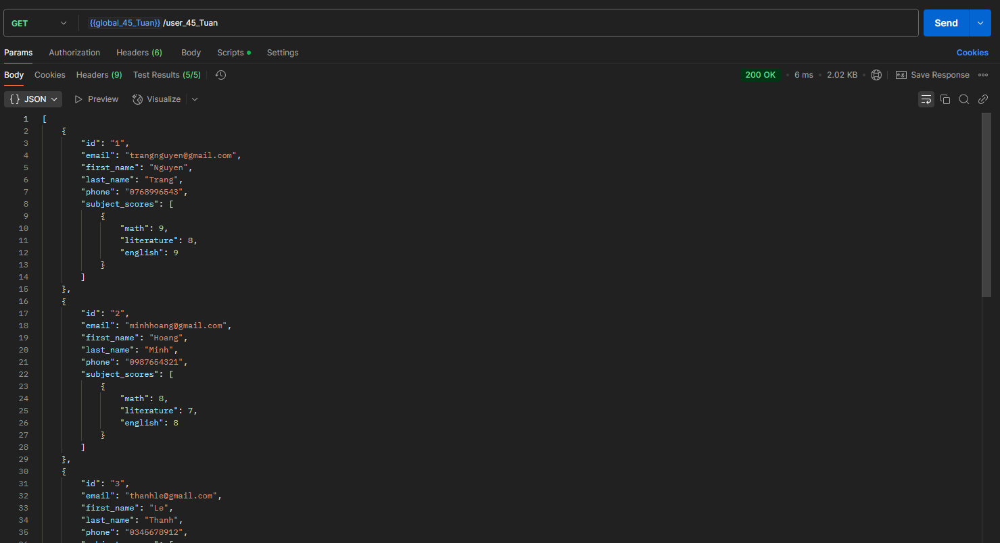 GET {{global_45_Tuan}} /user_45_Tuan Send
Params Authorization Headers (6) Body Scripts Settings Cookies
Body Cookies Headers (9) Test Results (5/5) 200 OK • 6 ms • 2.02 KB • e.g. Save Response
{} JSON Preview Visualize
1 [
2 {
3 "id": "1",
4 "email": "trangnguyen@gmail.com",
5 "first_name": "Nguyen",
6 "last_name": "Trang",
7 "phone": "0768996543",
8 "subject_scores": [
9 {
10 "math": 9,
11 "literature": 8,
12 "english": 9
13 }
14 ]
15 },
16 {
17 "id": "2",
18 "email": "minhhoang@gmail.com",
19 "first_name": "Hoang",
20 "last_name": "Minh",
21 "phone": "0987654321",
22 "subject_scores": [
23 {
24 "math": 8,
25 "literature": 7,
26 "english": 8
27 }
28 ]
29 },
30 {
31 "id": "3",
32 "email": "thanhle@gmail.com",
33 "first_name": "Le",
34 "last_name": "Thanh",
35 "phone": "0345678912",